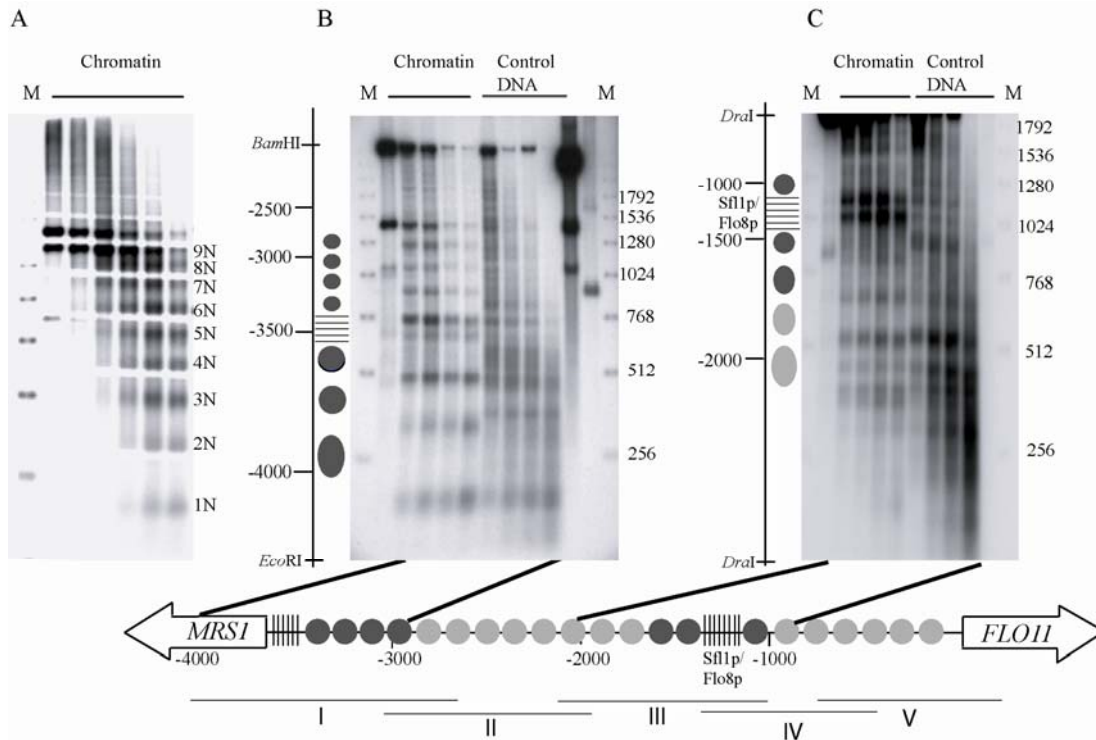 A
B
C
Chromatin
M
Chromatin
Control
DNA
M
M
Chromatin
Control
DNA
M
M
9N
8N
7N
6N
5N
4N
3N
2N
1N
BamHI
-2500
-3000
-3500
-4000
EcoRI
1792
1536
1280
1024
768
512
256
DraI
-1000
Sfl1p/
Flo8p
-1500
-2000
DraI
1792
1536
1280
1024
768
512
256
MRS1
FLO11
-4000
-3000
-2000
Sfl1p/
Flo8p
-1000
I
II
III
IV
V